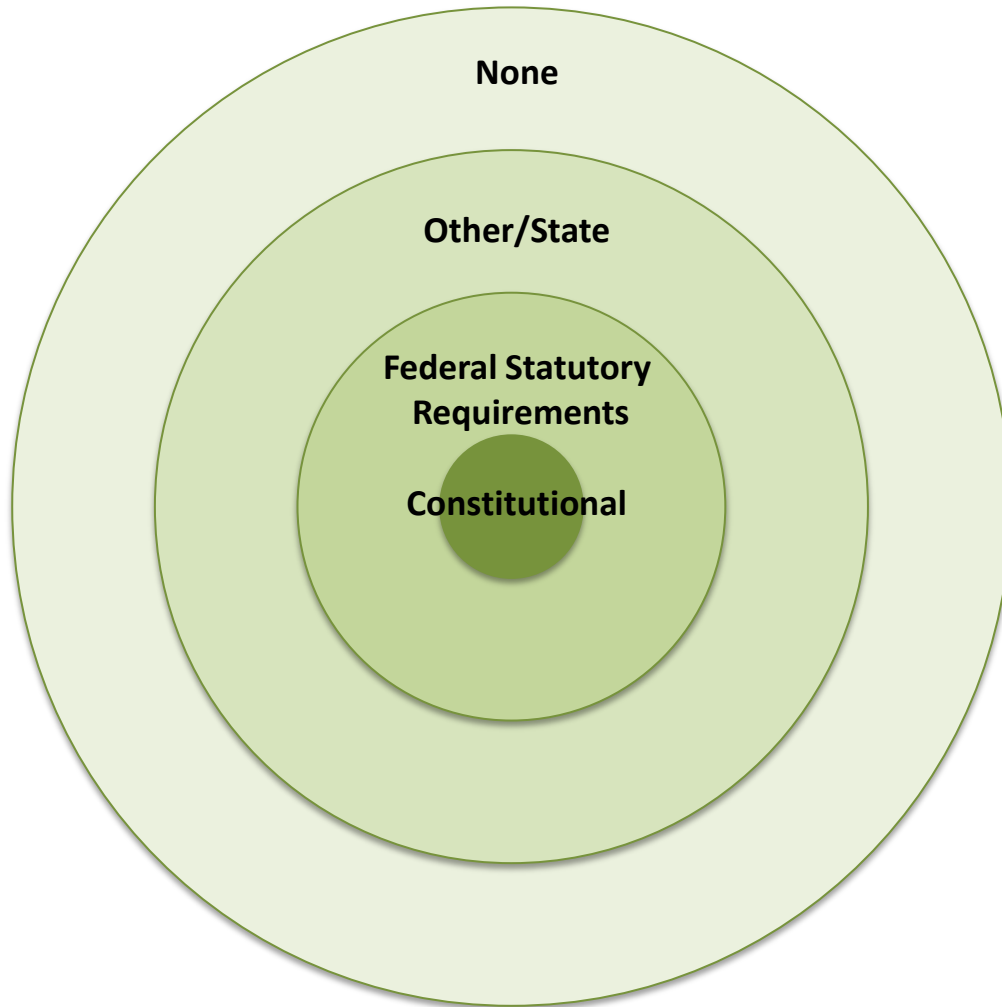 None
Other/State
Federal Statutory
Requirements
Constitutional